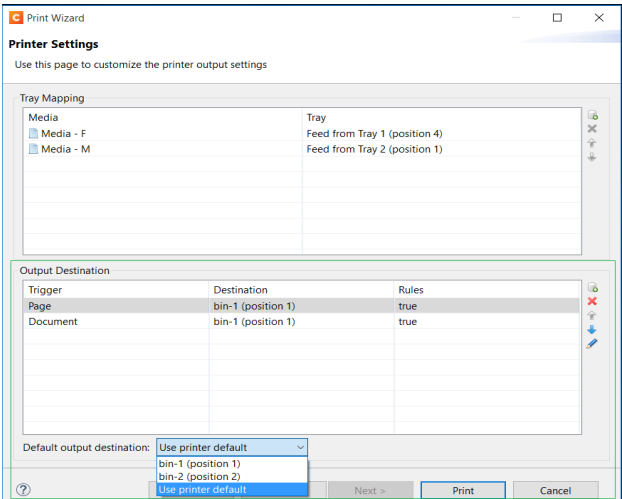 C Print Wizard
Printer Settings
Use this page to customize the printer output settings
Tray Mapping
Media Tray
Media - F Feed from Tray 1 (position 4)
Media - M Feed from Tray 2 (position 1)
Output Destination
Trigger Destination Rules
Page bin-1 (position 1) true
Document bin-1 (position 1) true
Default output destination: Use printer default
bin-1 (position 1)
bin-2 (position 2)
Use printer default
? Next > Print Cancel